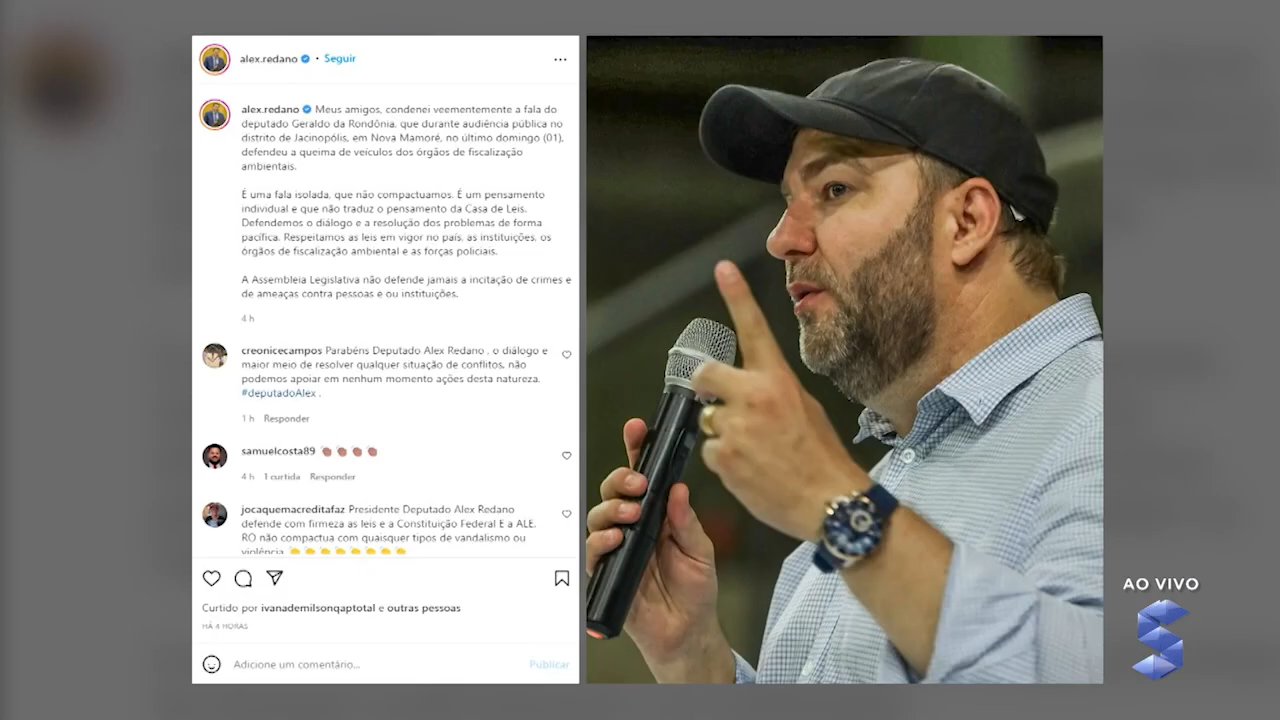 alex.redano • Seguir
alex.redano Meus amigos, condenei veementemente a fala do
deputado Geraldo da Rondônia, que durante audiência pública no
distrito de Jacinópolis, em Nova Mamoré, no último domingo (01),
defendeu a queima de veículos dos órgãos de fiscalização
ambientais.
É uma fala isolada, que não compactuamos. É um pensamento
individual e que não traduz o pensamento da Casa de Leis.
Defendemos o diálogo e a resolução dos problemas de forma
pacífica. Respeitamos as leis em vigor no país, as instituições, os
órgãos de fiscalização ambiental e as forças policiais.
A Assembleia Legislativa não defende jamais a incitação de crimes e
de ameaças contra pessoas e ou instituições.
4 h
creonicecampos Parabéns Deputado Alex Redano , o diálogo e
maior meio de resolver qualquer situação de conflitos, não
podemos apoiar em nenhum momento ações desta natureza.
#deputadoAlex .
1 h Responder
samuelcosta89 👏🏽👏🏽👏🏽👏🏽
4 h 1 curtida Responder
jocaquemacreditafaz Presidente Deputado Alex Redano
defende com firmeza as leis e a Constituição Federal E a ALE.
RO não compactua com quaisquer tipos de vandalismo ou
violência 👏👏👏👏👏👏👏👏
Curtido por ivanademilsonqaptotal e outras pessoas
HÁ 4 HORAS
Adicione um comentário... Publicar
AO VIVO